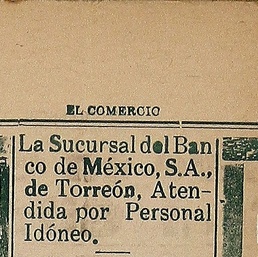 EL COMERCIO
La Sucursal del Ban
co de México, S.A.,
de Torreón, Aten-
dida por Personal
Idóneo.